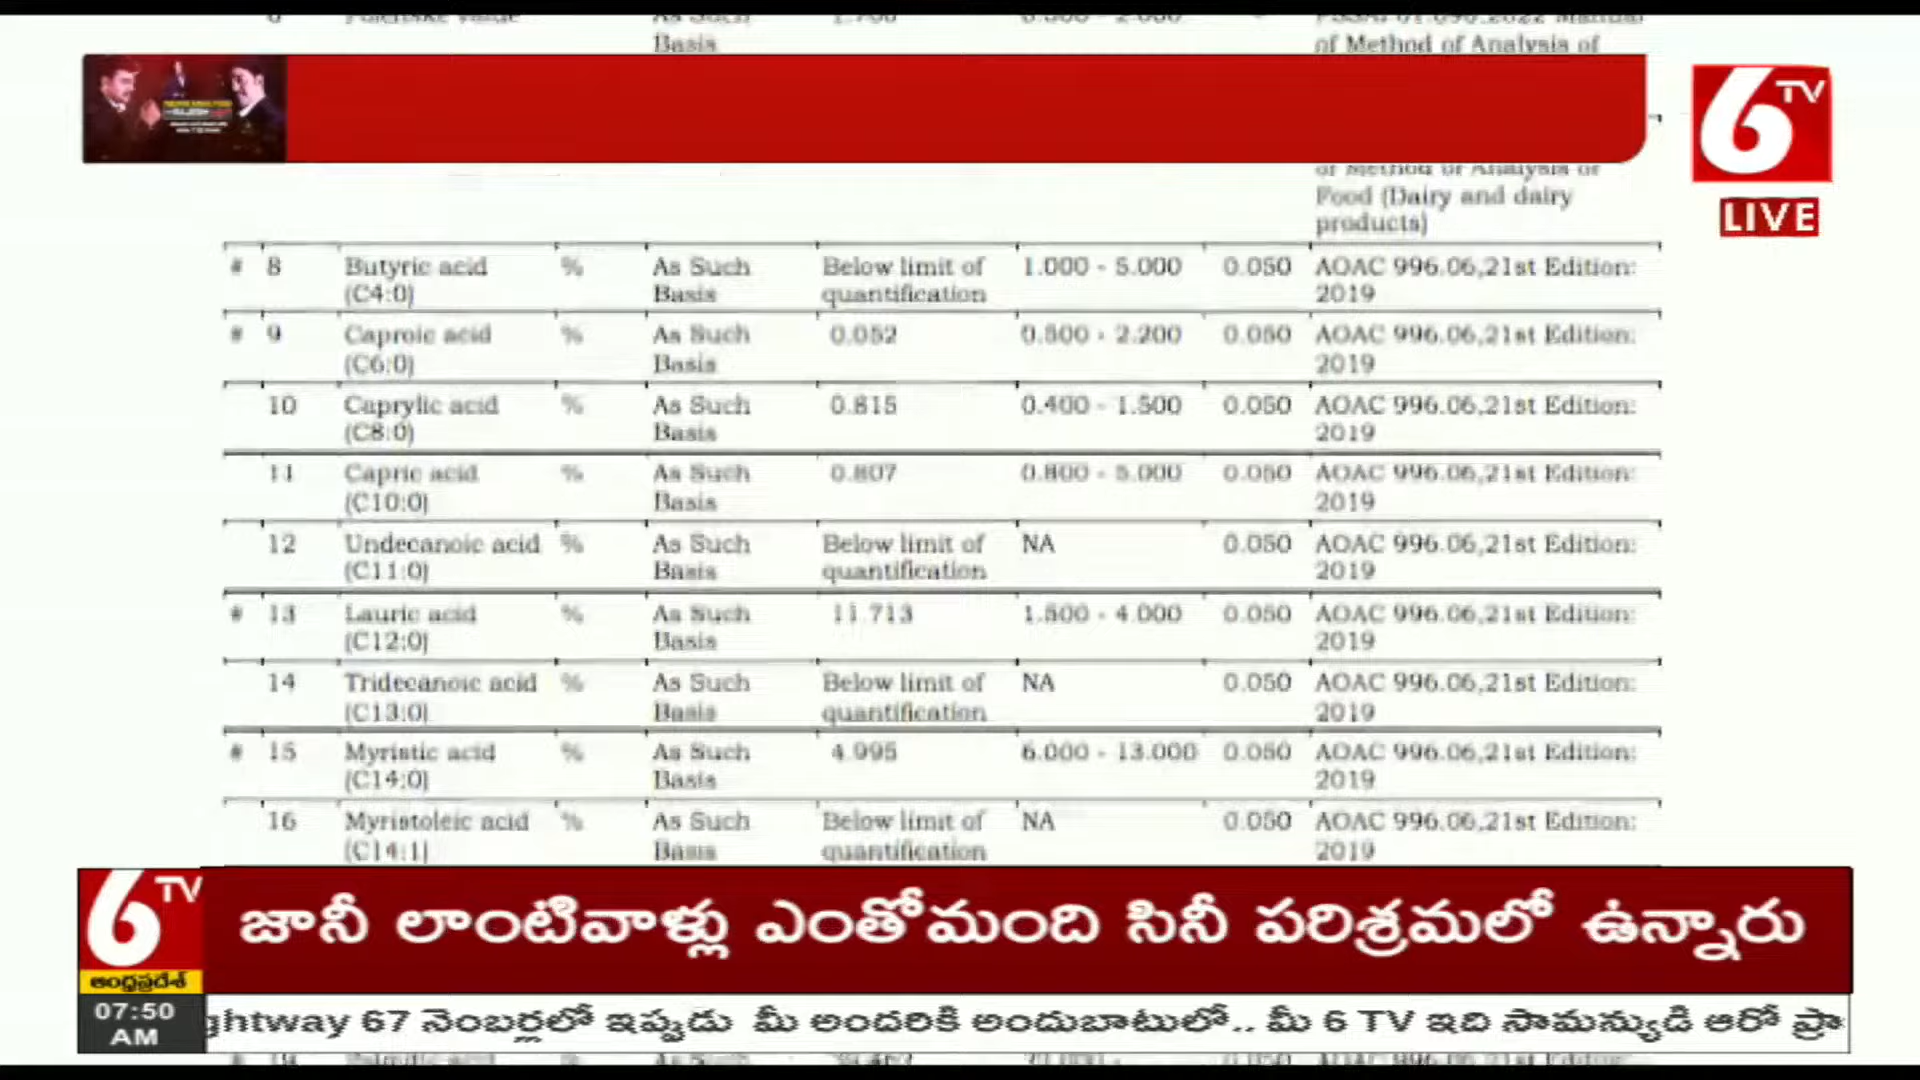 Basis
of Method of Analysis of
6 TV
LIVE
of Method of Analysis of
Food (Dairy and dairy
products)
# 8 Butyric acid % As Such Below limit of 1.000 - 5.000 0.050 AOAC 996.06,21st Edition:
(C4:0) Basis quantification 2019
# 9 Caproic acid % As Such 0.052 0.500 - 2.200 0.050 AOAC 996.06,21st Edition:
(C6:0) Basis 2019
10 Caprylic acid % As Such 0.815 0.400 - 1.500 0.050 AOAC 996.06,21st Edition:
(C8:0) Basis 2019
11 Capric acid % As Such 0.807 0.800 - 5.000 0.050 AOAC 996.06,21st Edition:
(C10:0) Basis 2019
12 Undecanoic acid % As Such Below limit of NA 0.050 AOAC 996.06,21st Edition:
(C11:0) Basis quantification 2019
# 13 Lauric acid % As Such 11.713 1.500 - 4.000 0.050 AOAC 996.06,21st Edition:
(C12:0) Basis 2019
14 Tridecanoic acid % As Such Below limit of NA 0.050 AOAC 996.06,21st Edition:
(C13:0) Basis quantification 2019
# 15 Myristic acid % As Such 4.995 6.000 - 13.000 0.050 AOAC 996.06,21st Edition:
(C14:0) Basis 2019
16 Myristoleic acid % As Such Below limit of NA 0.050 AOAC 996.06,21st Edition:
(C14:1) Basis quantification 2019
6 TV
జానీ లాంటివాళ్లు ఎంతోమంది సినీ పరిశ్రమలో ఉన్నారు
ఆంధ్రప్రదేశ్
07:50
AM
ghtway 67 నెంబర్లలో ఇప్పుడు మీ అందరికి అందుబాటులో.. మీ 6 TV ఇది సామన్యుడి ఆరో ప్రా